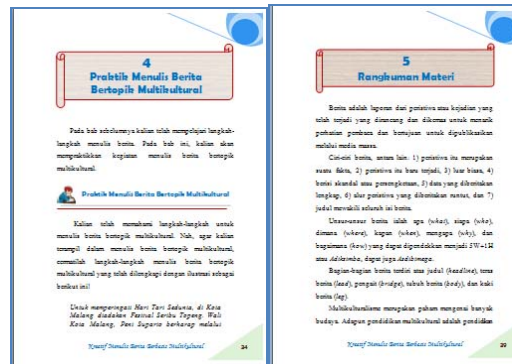 4
Praktik Menulis Berita
Bertopik Multikultural
Pada bab sebelumnya kalian telah mempelajari langkah-
langkah menulis berita. Pada bab ini, kalian akan
mempraktikkan kegiatan menulis berita bertopik
multikultural.
Praktik Menulis Berita Bertopik Multikultural
Kalian telah memahami langkah-langkah untuk
menulis berita bertopik multikultural. Nah, agar kalian
terampil dalam menulis berita bertopik multikultural,
cermatilah langkah-langkah menulis berita bertopik
multikultural yang telah dilengkapi dengan ilustrasi sebagai
berikut ini!
Untuk memperingati Hari Tari Sedunia, di Kota
Malang diadakan Festival Seribu Topeng. Wali
Kota Malang, Peni Suparto berharap melalui
Kreatif Menulis Berita Berbasis Multikultural
34
5
Rangkuman Materi
Berita adalah laporan dari peristiwa atau kejadian yang
telah terjadi yang dirancang dan dikemas untuk menarik
perhatian pembaca dan bertujuan untuk dipublikasikan
melalui media massa.
Ciri-ciri berita, antara lain: 1) peristiwa itu merupakan
suatu fakta, 2) peristiwa itu baru terjadi, 3) luar biasa, 4)
berisi skandal atau persengketaan, 5) data yang diberitakan
lengkap, 6) alur peristiwa yang diberitakan runtut, dan 7)
judul mewakili seluruh isi berita.
Unsur-unsur berita ialah apa (what), siapa (who),
dimana (where), kapan (when), mengapa (why), dan
bagaimana (how) yang dapat dipendekkan menjadi 5W+1H
atau Adiksimba, dapat juga Asdibimega.
Bagian-bagian berita terdiri atas judul (headline), teras
berita (lead), pengait (bridge), tubuh berita (body), dan kaki
berita (leg).
Multikulturalisme merupakan paham mengenai banyak
budaya. Adapun pendidikan multikultural adalah pendidikan
Kreatif Menulis Berita Berbasis Multikultural
39